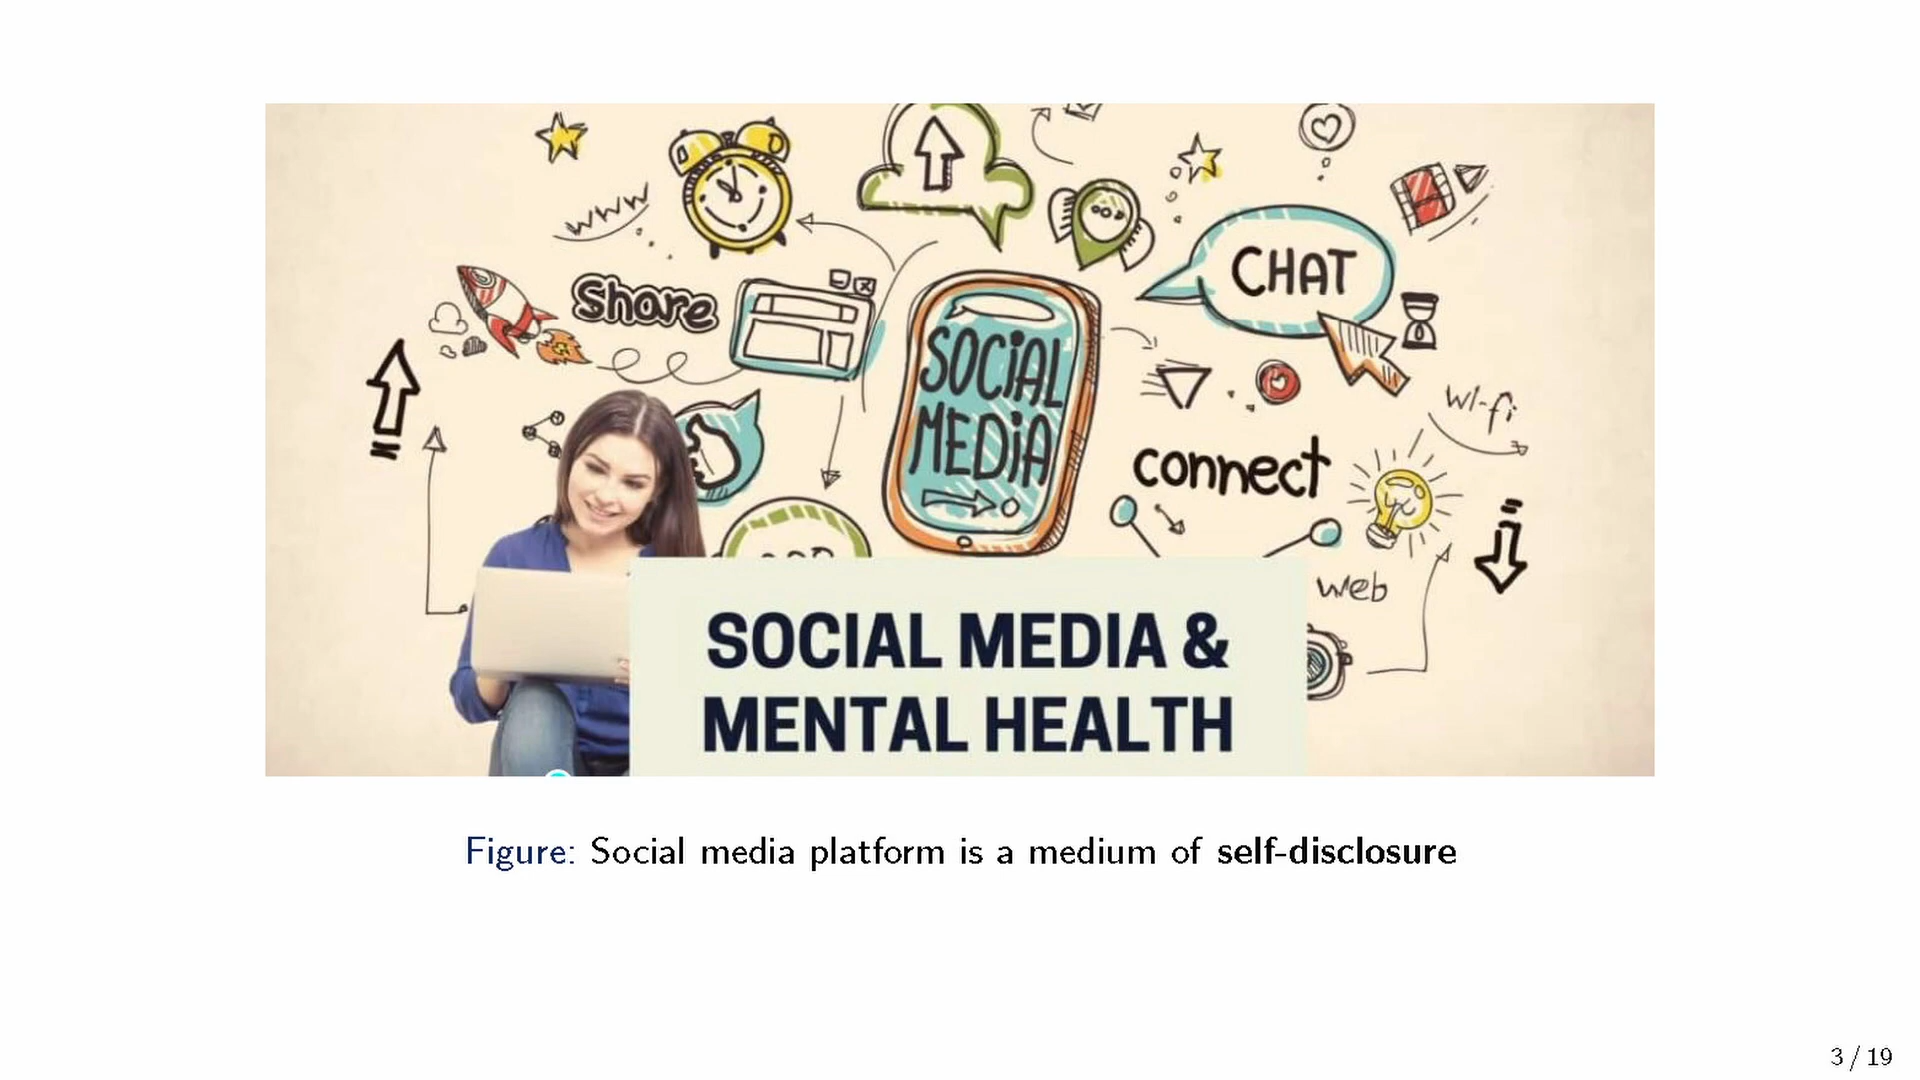 www
Share
CHAT
SOCIAL
MEDIA
wi-fi
connect
web
SOCIAL MEDIA &
MENTAL HEALTH
Figure: Social media platform is a medium of self-disclosure
3 / 19